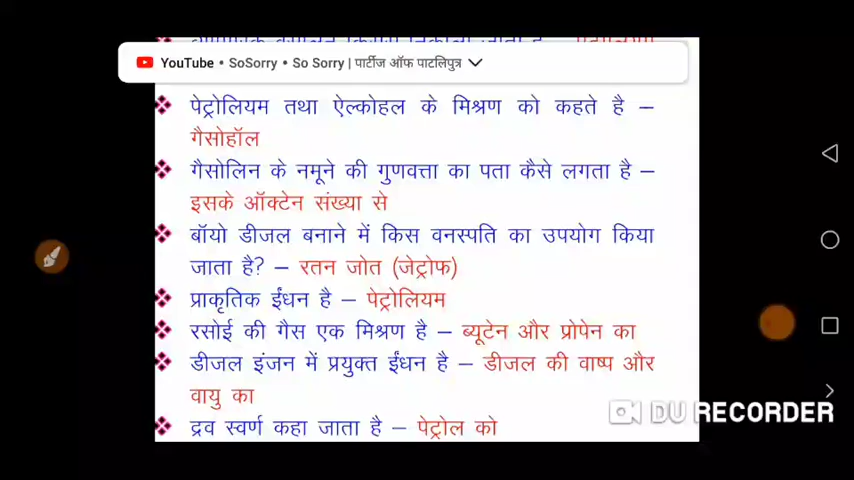 YouTube • SoSorry • So Sorry | पार्टीज ऑफ पाटलिपुत्र
पेट्रोलियम तथा ऐल्कोहल के मिश्रण को कहते है –
गैसोहॉल
गैसोलिन के नमूने की गुणवत्ता का पता कैसे लगता है –
इसके ऑक्टेन संख्या से
बॉयो डीजल बनाने में किस वनस्पति का उपयोग किया
जाता है? – रतन जोत (जेट्रोफ)
प्राकृतिक ईंधन है – पेट्रोलियम
रसोई की गैस एक मिश्रण है – ब्यूटेन और प्रोपेन का
डीजल इंजन में प्रयुक्त ईंधन है – डीजल की वाष्प और
वायु का
DU RECORDER
द्रव स्वर्ण कहा जाता है – पेट्रोल को